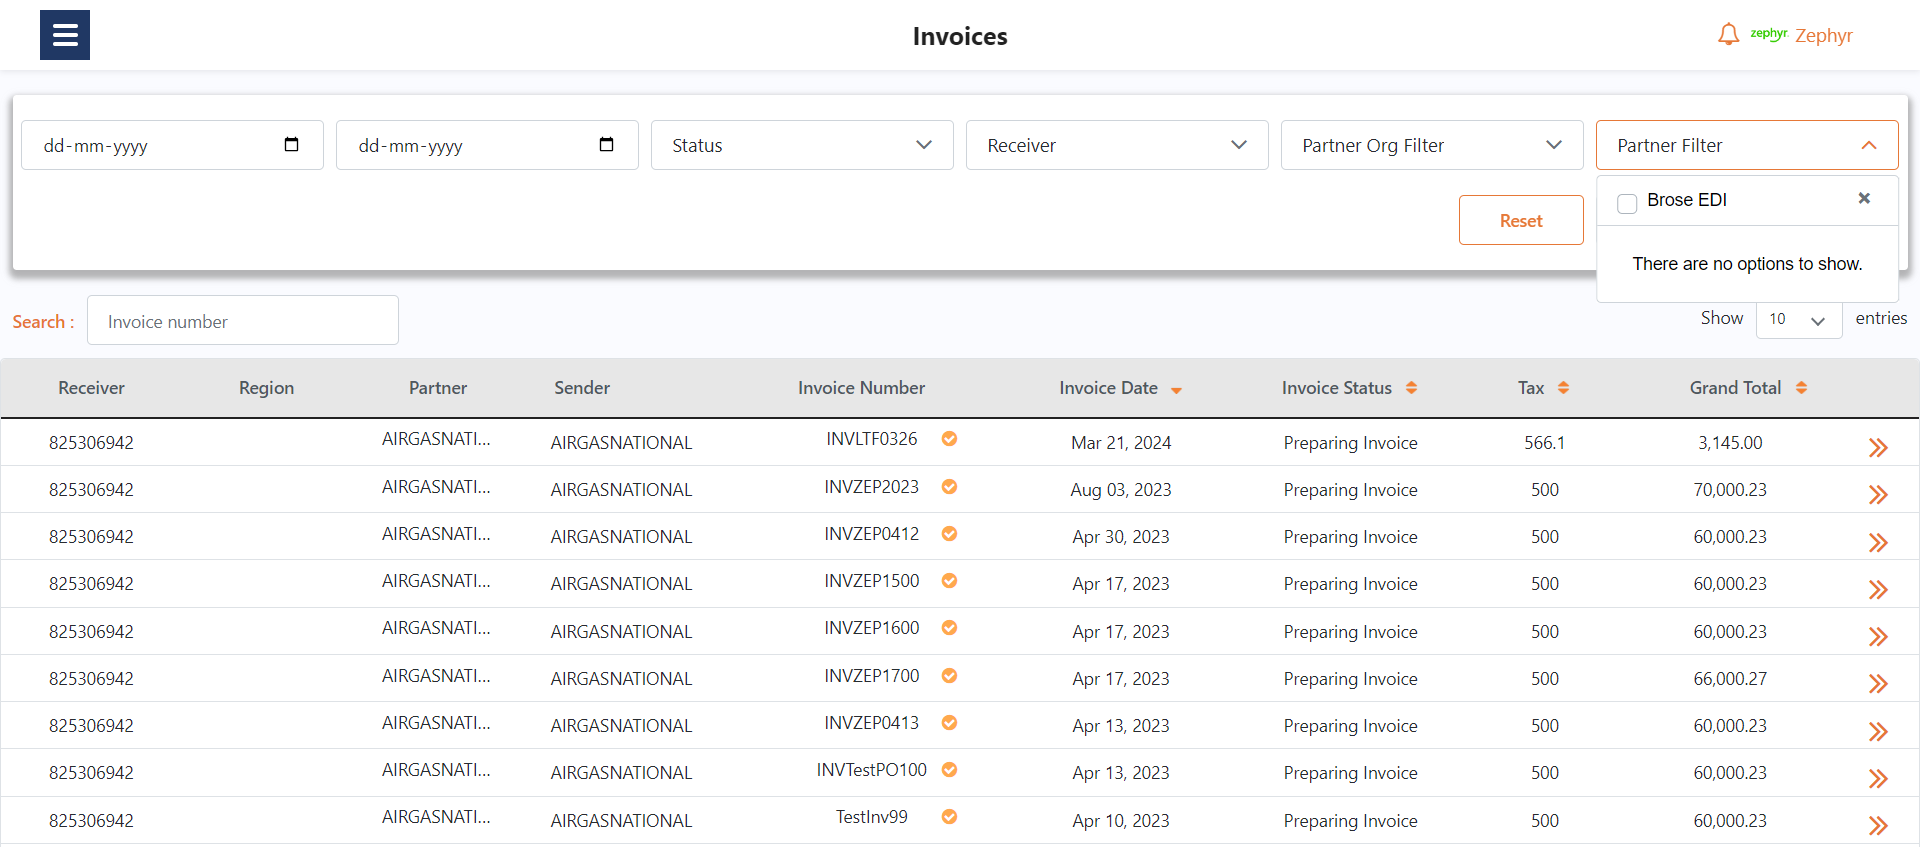 Invoices
zephyr Zephyr
dd-mm-yyyy dd-mm-yyyy Status Receiver Partner Org Filter Partner Filter
Brose EDI
Reset
There are no options to show.
Search : Invoice number Show 10 entries
Receiver Region Partner Sender Invoice Number Invoice Date Invoice Status Tax Grand Total
825306942 AIRGASNATI... AIRGASNATIONAL INVLTF0326 Mar 21, 2024 Preparing Invoice 566.1 3,145.00
825306942 AIRGASNATI... AIRGASNATIONAL INVZEP2023 Aug 03, 2023 Preparing Invoice 500 70,000.23
825306942 AIRGASNATI... AIRGASNATIONAL INVZEP0412 Apr 30, 2023 Preparing Invoice 500 60,000.23
825306942 AIRGASNATI... AIRGASNATIONAL INVZEP1500 Apr 17, 2023 Preparing Invoice 500 60,000.23
825306942 AIRGASNATI... AIRGASNATIONAL INVZEP1600 Apr 17, 2023 Preparing Invoice 500 60,000.23
825306942 AIRGASNATI... AIRGASNATIONAL INVZEP1700 Apr 17, 2023 Preparing Invoice 500 66,000.27
825306942 AIRGASNATI... AIRGASNATIONAL INVZEP0413 Apr 13, 2023 Preparing Invoice 500 60,000.23
825306942 AIRGASNATI... AIRGASNATIONAL INVTestPO100 Apr 13, 2023 Preparing Invoice 500 60,000.23
825306942 AIRGASNATI... AIRGASNATIONAL TestInv99 Apr 10, 2023 Preparing Invoice 500 60,000.23